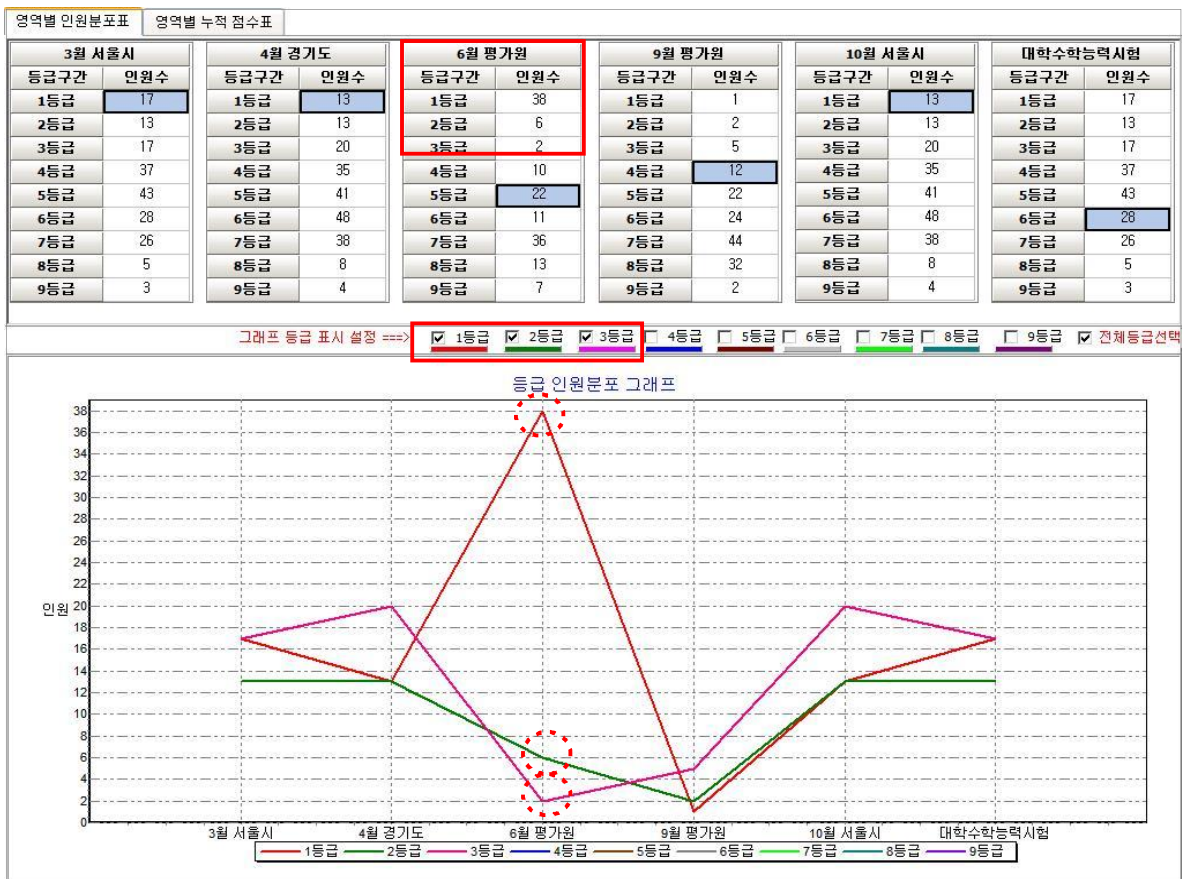 영역별 인원분포표 영역별 누적 점수표
3월 서울시 4월 경기도 6월 평가원 9월 평가원 10월 서울시 대학수학능력시험
등급구간 인원수 등급구간 인원수 등급구간 인원수 등급구간 인원수 등급구간 인원수 등급구간 인원수
1등급 17 1등급 13 1등급 38 1등급 1 1등급 13 1등급 17
2등급 13 2등급 13 2등급 6 2등급 2 2등급 13 2등급 13
3등급 17 3등급 20 3등급 2 3등급 5 3등급 20 3등급 17
4등급 37 4등급 35 4등급 10 4등급 12 4등급 35 4등급 37
5등급 43 5등급 41 5등급 22 5등급 22 5등급 41 5등급 43
6등급 28 6등급 48 6등급 11 6등급 24 6등급 48 6등급 28
7등급 26 7등급 38 7등급 36 7등급 44 7등급 38 7등급 26
8등급 5 8등급 8 8등급 13 8등급 32 8등급 8 8등급 5
9등급 3 9등급 4 9등급 7 9등급 2 9등급 4 9등급 3
그래프 등급 표시 설정 ===> 1등급 2등급 3등급 4등급 5등급 6등급 7등급 8등급 9등급 전체등급선택
등급 인원분포 그래프
38
36
34
32
30
28
26
24
22
인원 20
18
16
14
12
10
8
6
4
2
0
3월 서울시 4월 경기도 6월 평가원 9월 평가원 10월 서울시 대학수학능력시험
1등급 2등급 3등급 4등급 5등급 6등급 7등급 8등급 9등급